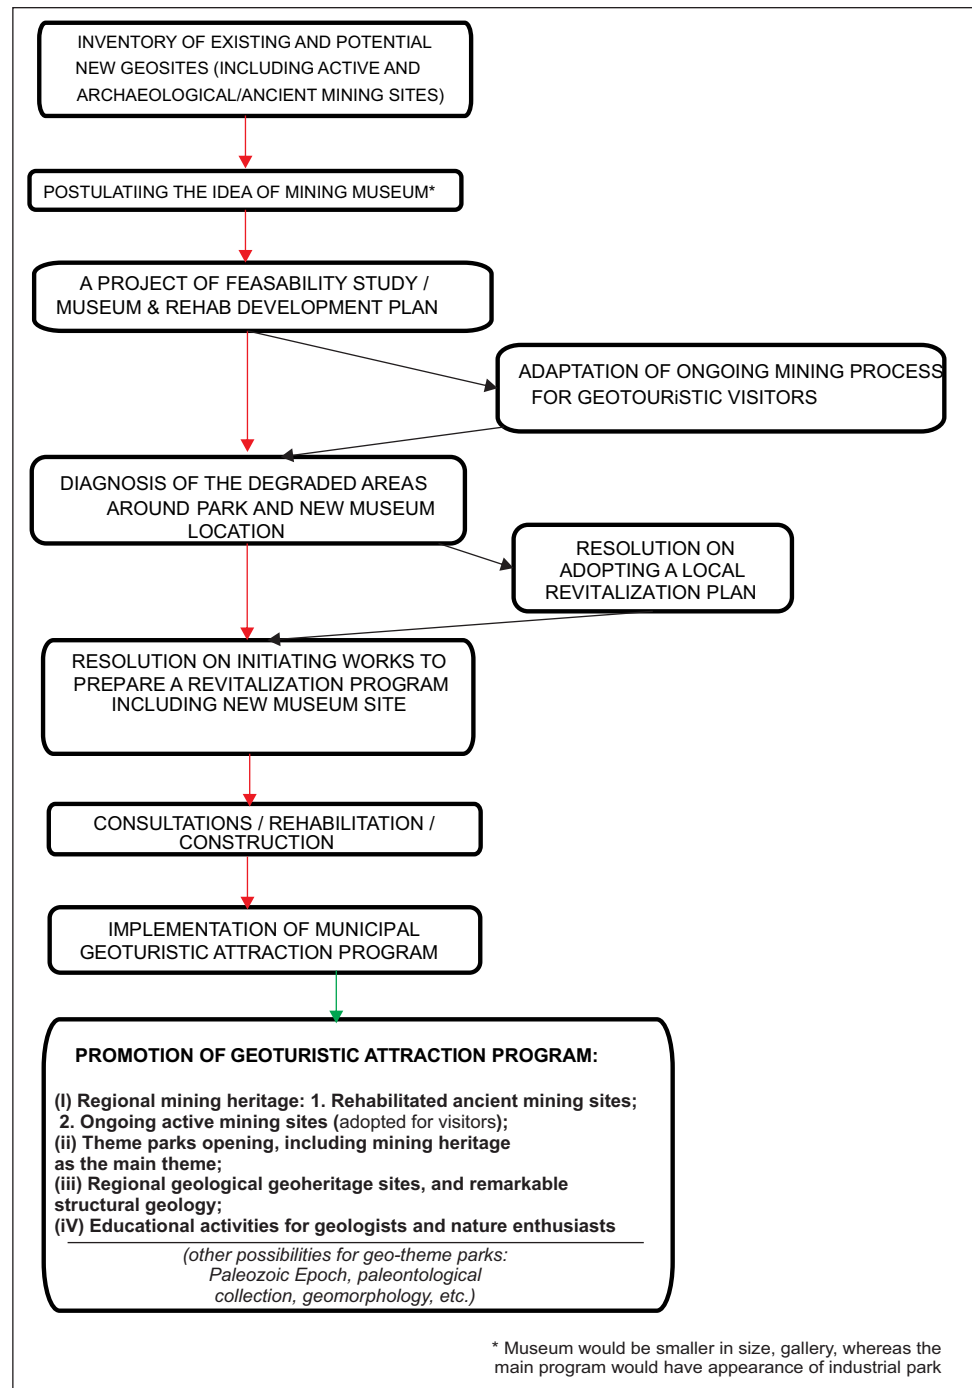 INVENTORY OF EXISTING AND POTENTIAL
NEW GEOSITES (INCLUDING ACTIVE AND
ARCHAEOLOGICAL/ANCIENT MINING SITES)
POSTULATIING THE IDEA OF MINING MUSEUM*
A PROJECT OF FEASABILITY STUDY /
MUSEUM & REHAB DEVELOPMENT PLAN
ADAPTATION OF ONGOING MINING PROCESS
FOR GEOTOURiSTIC VISITORS
DIAGNOSIS OF THE DEGRADED AREAS
AROUND PARK AND NEW MUSEUM
LOCATION
RESOLUTION ON
ADOPTING A LOCAL
REVITALIZATION PLAN
RESOLUTION ON INITIATING WORKS TO
PREPARE A REVITALIZATION PROGRAM
INCLUDING NEW MUSEUM SITE
CONSULTATIONS / REHABILITATION /
CONSTRUCTION
IMPLEMENTATION OF MUNICIPAL
GEOTURISTIC ATTRACTION PROGRAM
PROMOTION OF GEOTURISTIC ATTRACTION PROGRAM:
(I) Regional mining heritage: 1. Rehabilitated ancient mining sites;
2. Ongoing active mining sites (adopted for visitors);
(ii) Theme parks opening, including mining heritage
as the main theme;
(iii) Regional geological geoheritage sites, and remarkable
structural geology;
(iV) Educational activities for geologists and nature enthusiasts
(other possibilities for geo-theme parks:
Paleozoic Epoch, paleontological
collection, geomorphology, etc.)
* Museum would be smaller in size, gallery, whereas the
main program would have appearance of industrial park